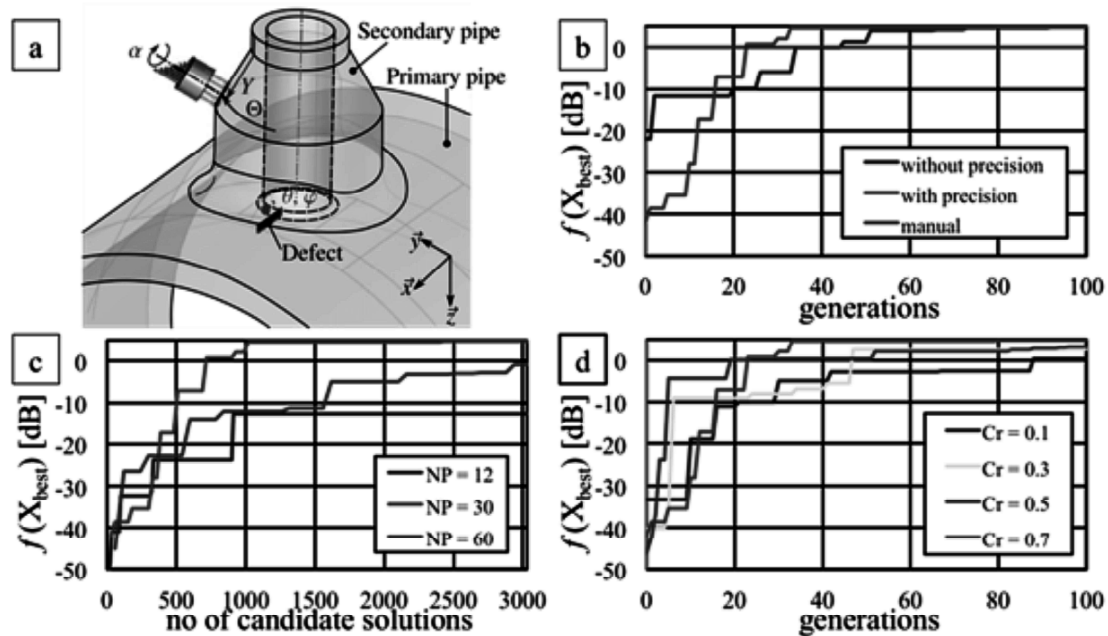 a
α
Υ
Θ
Secondary pipe
Primary pipe
θ; φ
Defect
y
x
z
b
f (Xbest) [dB]
0
-10
-20
-30
-40
-50
without precision
with precision
manual
0 20 40 60 80 100
generations
c
f (Xbest) [dB]
0
-10
-20
-30
-40
-50
NP = 12
NP = 30
NP = 60
0 500 1000 1500 2000 2500 3000
no of candidate solutions
d
f (Xbest) [dB]
0
-10
-20
-30
-40
-50
Cr = 0.1
Cr = 0.3
Cr = 0.5
Cr = 0.7
0 20 40 60 80 100
generations